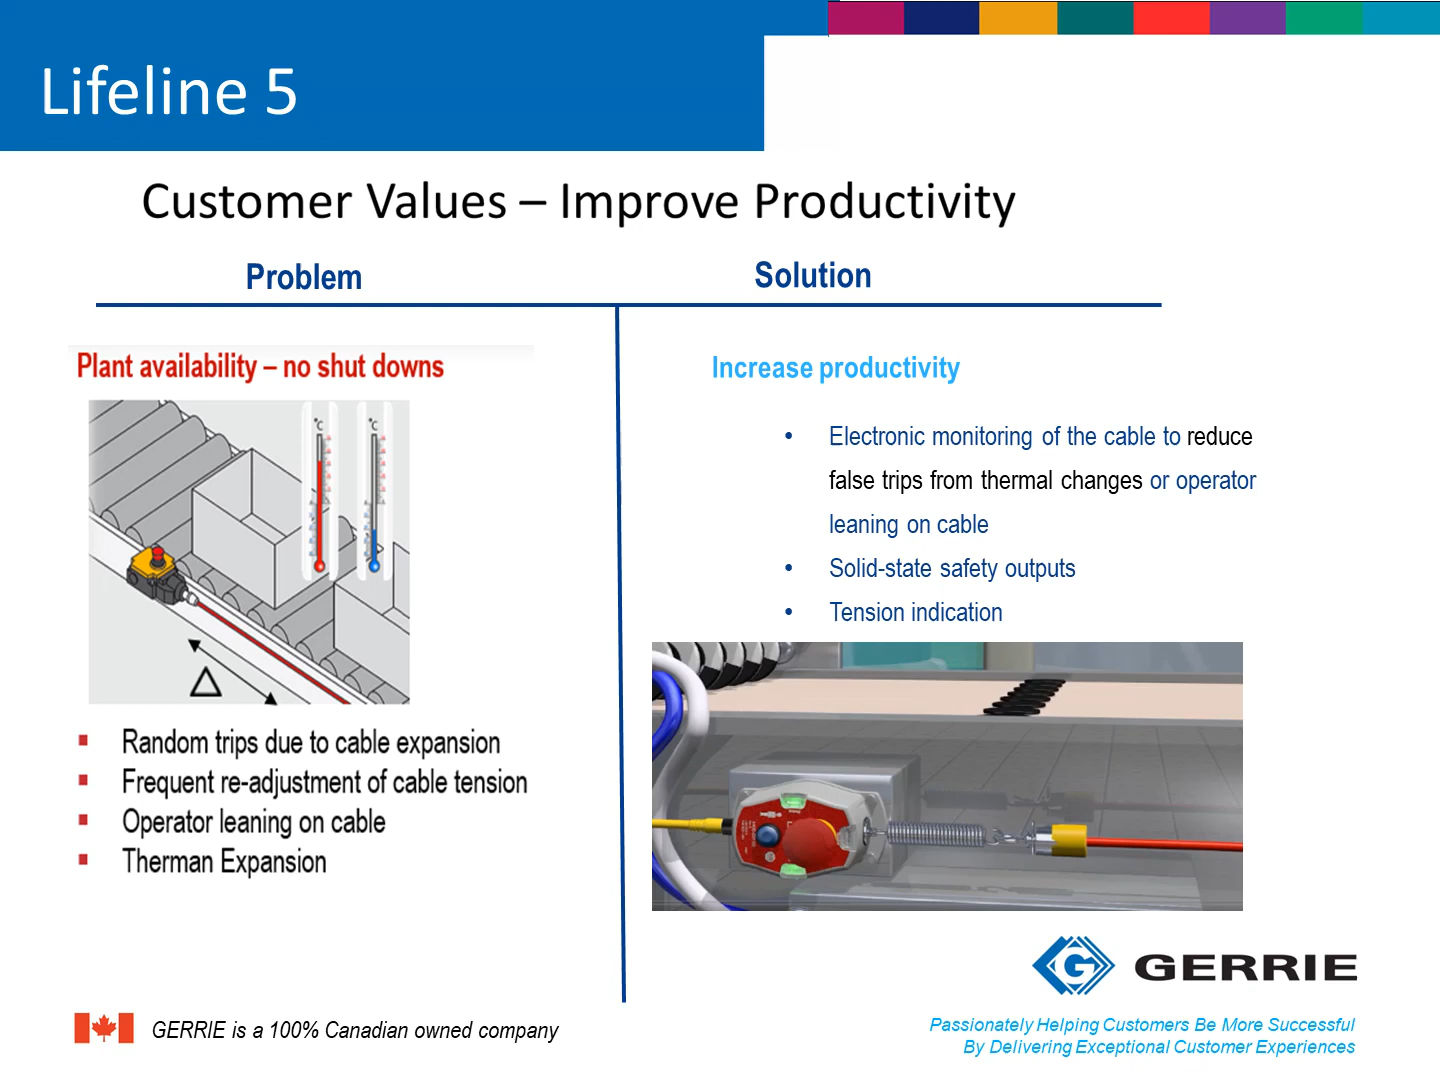 Lifeline 5
Customer Values – Improve Productivity
Problem
Solution
Plant availability – no shut downs
°C
°C
Random trips due to cable expansion
Frequent re-adjustment of cable tension
Operator leaning on cable
Therman Expansion
Increase productivity
• Electronic monitoring of the cable to reduce
false trips from thermal changes or operator
leaning on cable
• Solid-state safety outputs
• Tension indication
G GERRIE
GERRIE is a 100% Canadian owned company
Passionately Helping Customers Be More Successful
By Delivering Exceptional Customer Experiences